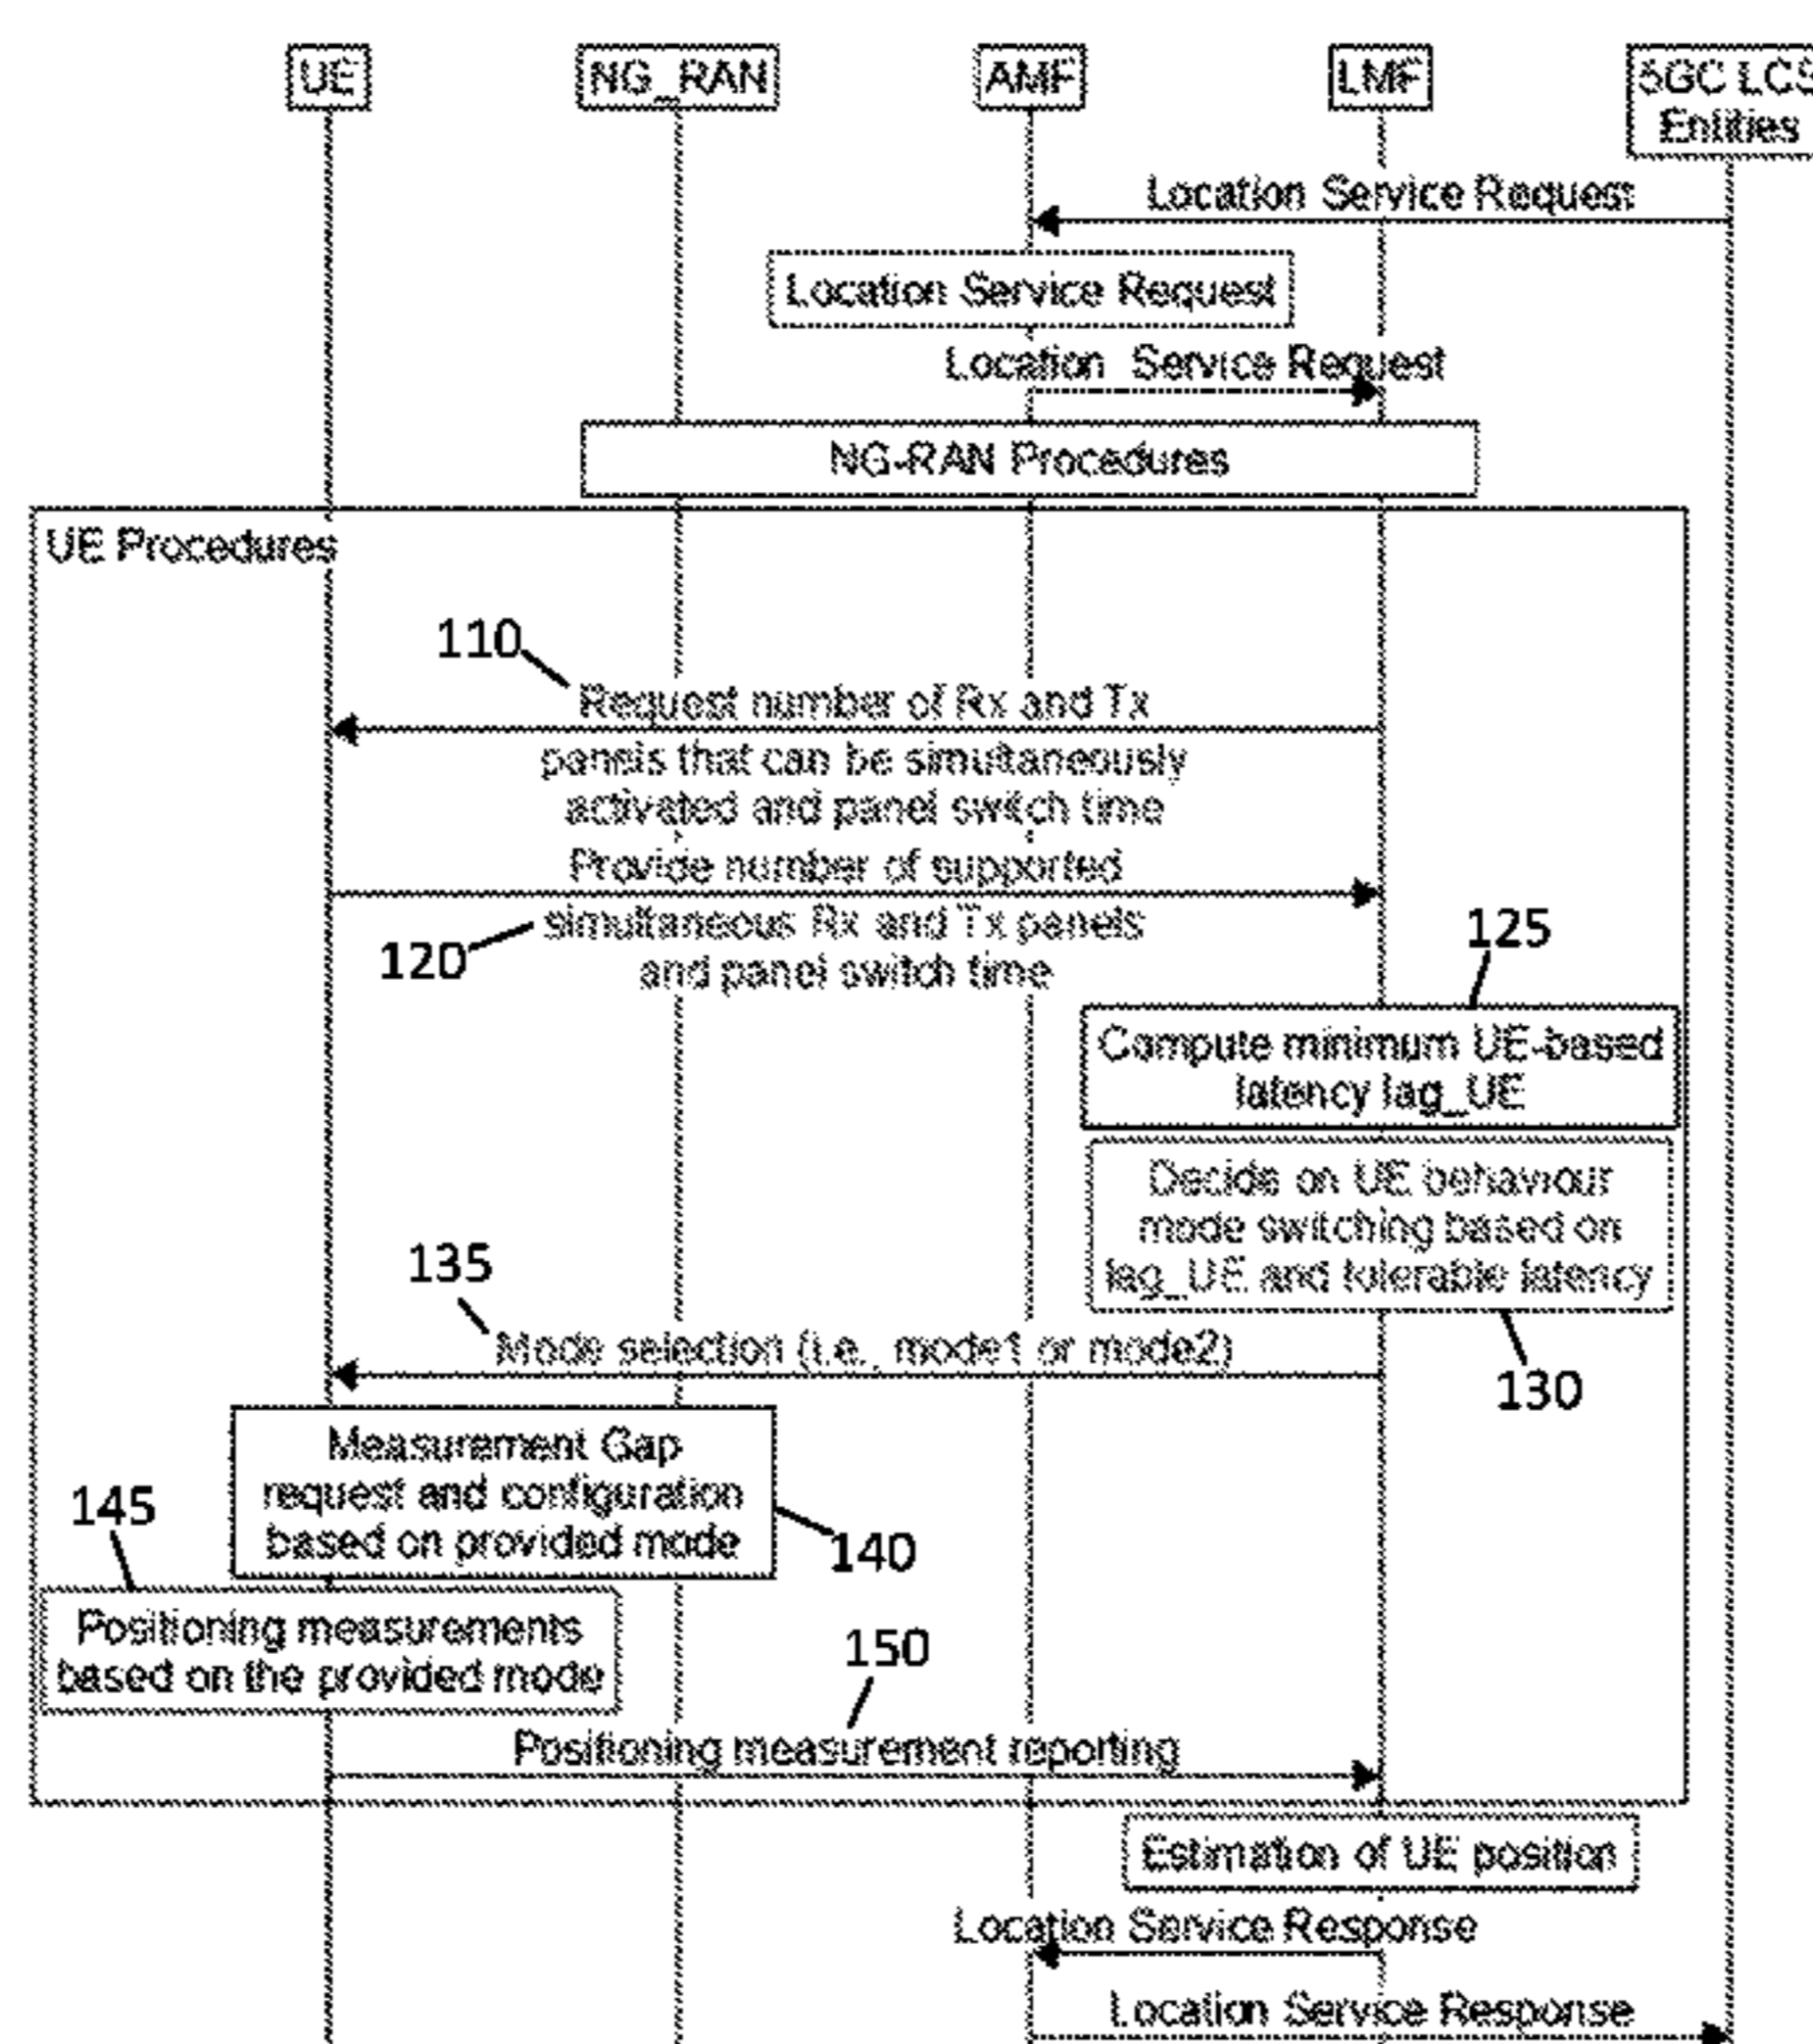 UE
NG_RAN
AMF
LMF
5GC LCS
Entities
Location Service Request
Location Service Request
Location Service Request
NG-RAN Procedures
UE Procedures
110
Request number of Rx and Tx
panels that can be simultaneously
activated and panel switch time
Provide number of supported
simultaneous Rx and Tx panels
120
and panel switch time
125
Compute minimum UE-based
latency lag_UE
Decide on UE behaviour
mode switching based on
lag_UE and tolerable latency
130
135
Mode selection (i.e., mode1 or mode2)
Measurement Gap
request and configuration
based on provided mode
140
145
Positioning measurements
based on the provided mode
150
Positioning measurement reporting
Estimation of UE position
Location Service Response
Location Service Response